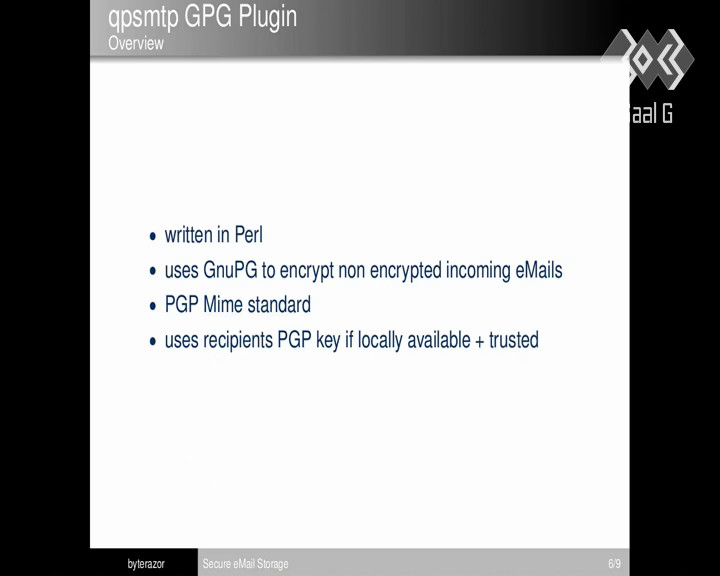 qpsmtp GPG Plugin
Overview
aal G
• written in Perl
• uses GnuPG to encrypt non encrypted incoming eMails
• PGP Mime standard
• uses recipients PGP key if locally available + trusted
byterazor
Secure eMail Storage
6/9